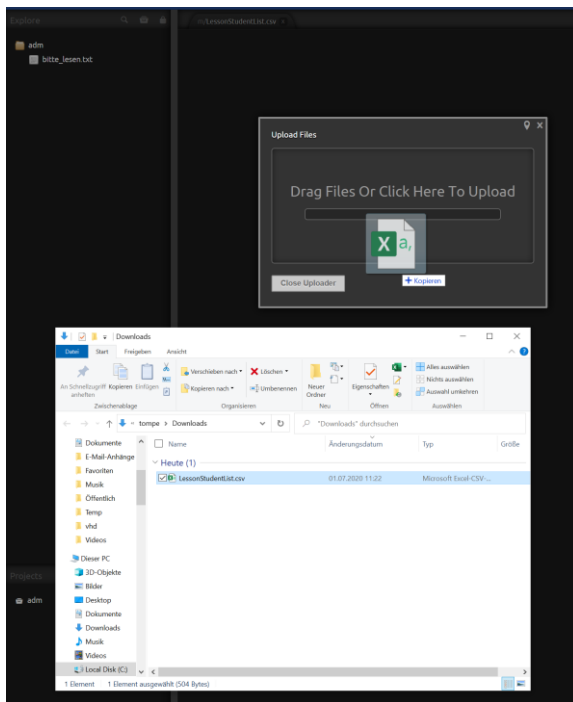 Explore
~/LessonStudentList.csv
adm
bitte_lesen.txt
Upload Files
Drag Files Or Click Here To Upload
X a,
Kopieren
Close Uploader
Downloads
Datei Start Freigeben Ansicht
An Schnellzugriff anheften
Kopieren
Einfügen
Verschieben nach
Kopieren nach
Löschen
Umbenennen
Neuer Ordner
Eigenschaften
Alles auswählen
Nichts auswählen
Auswahl umkehren
Zwischenablage Organisieren Neu Öffnen Auswählen
tompe > Downloads
"Downloads" durchsuchen
Name Änderungsdatum Typ Größe
Heute (1)
LessonStudentList.csv 01.07.2020 11:22 Microsoft Excel-CSV-...
Dokumente
E-Mail-Anhänge
Favoriten
Musik
Öffentlich
Temp
vhd
Videos
Dieser PC
3D-Objekte
Bilder
Desktop
Dokumente
Downloads
Musik
Videos
Local Disk (C:)
Projects
adm
1 Element 1 Element ausgewählt (504 Bytes)